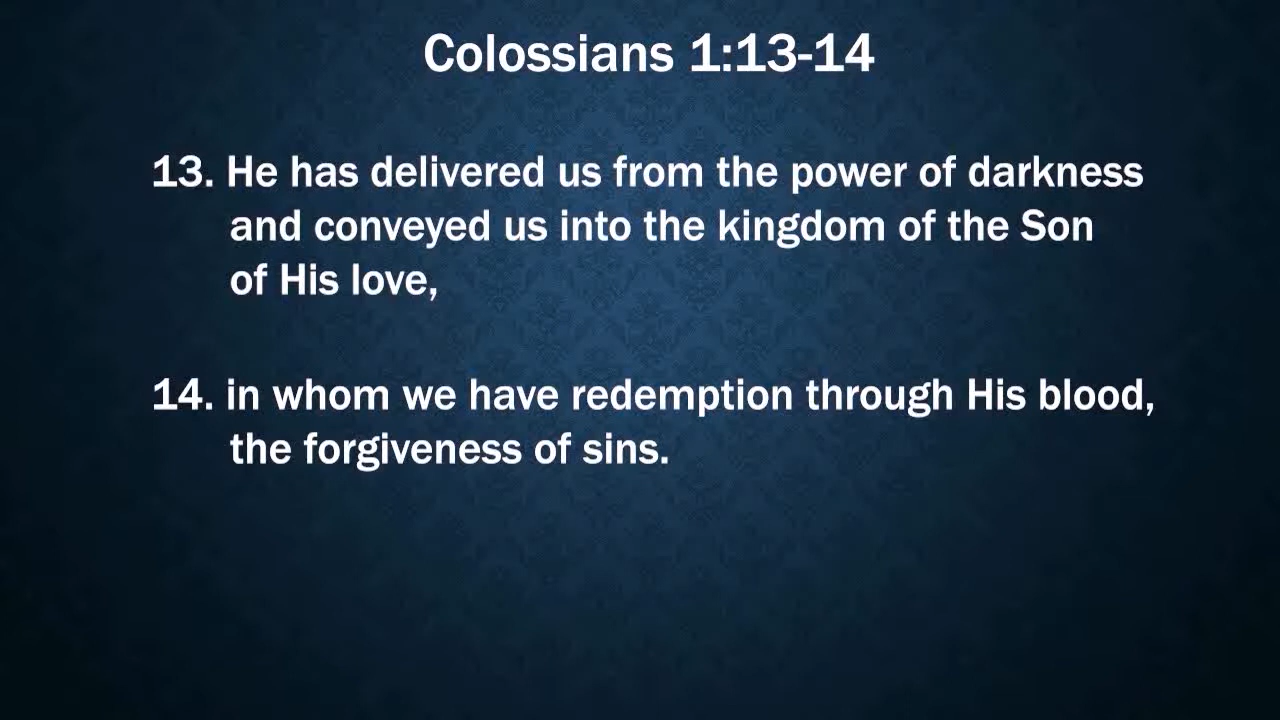 Colossians 1:13-14
13. He has delivered us from the power of darkness
and conveyed us into the kingdom of the Son
of His love,
14. in whom we have redemption through His blood,
the forgiveness of sins.